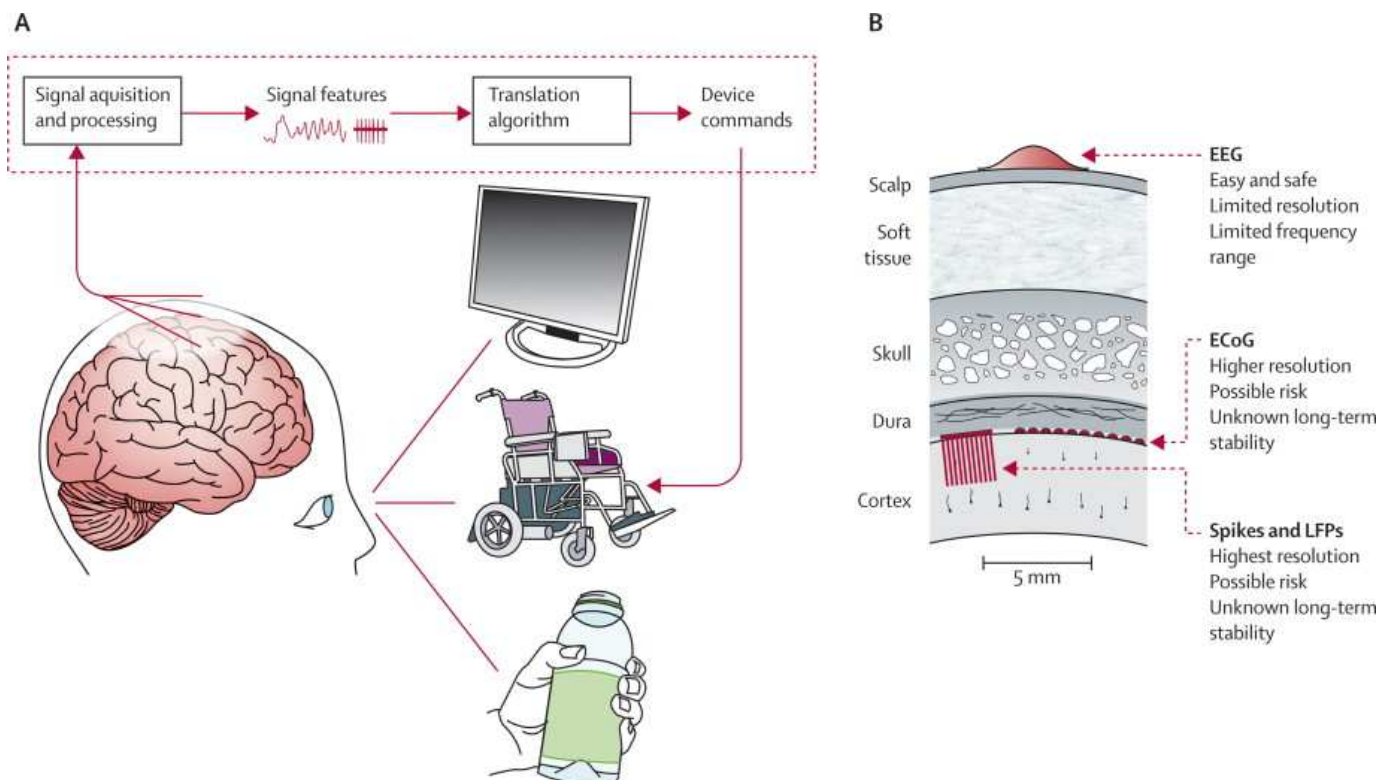 A
Signal aquisition
and processing
Signal features
Translation
algorithm
Device
commands
B
Scalp
Soft
tissue
Skull
Dura
Cortex
5 mm
EEG
Easy and safe
Limited resolution
Limited frequency
range
ECoG
Higher resolution
Possible risk
Unknown long-term
stability
Spikes and LFPs
Highest resolution
Possible risk
Unknown long-term
stability